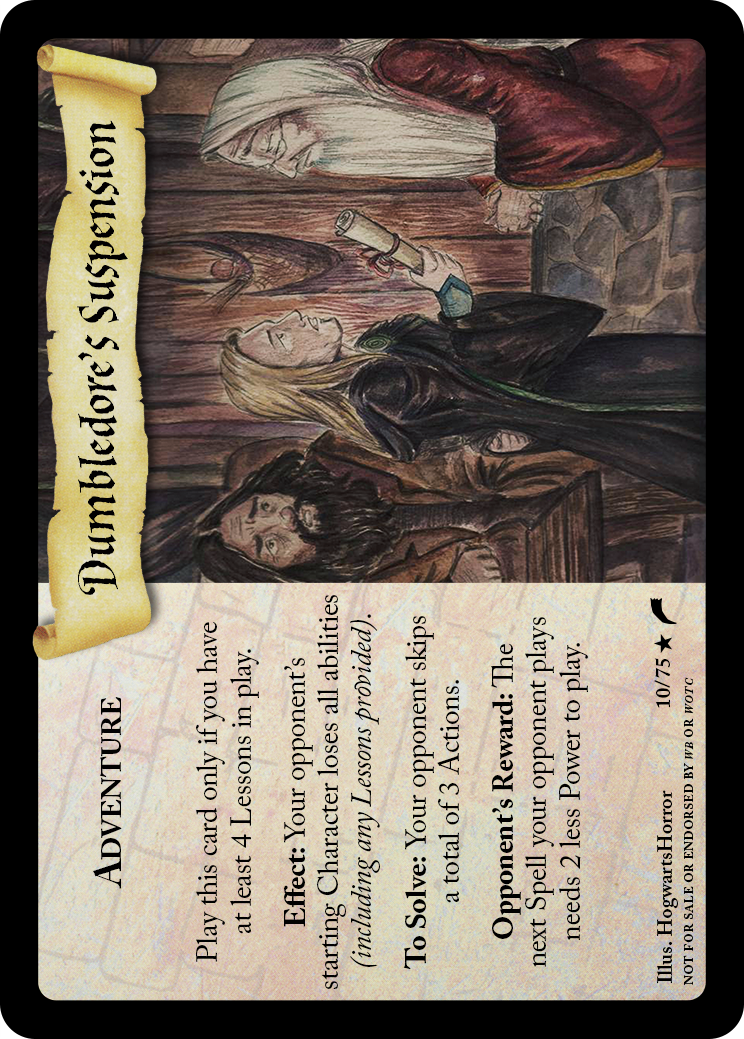 Dumbledore's Suspension
ADVENTURE
Play this card only if you have
at least 4 Lessons in play.
Effect: Your opponent's
starting Character loses all abilities
(including any Lessons provided).
To Solve: Your opponent skips
a total of 3 Actions.
Opponent's Reward: The
next Spell your opponent plays
needs 2 less Power to play.
Illus. HogwartsHorror 10/75 ★
NOT FOR SALE OR ENDORSED BY WB OR WOTC